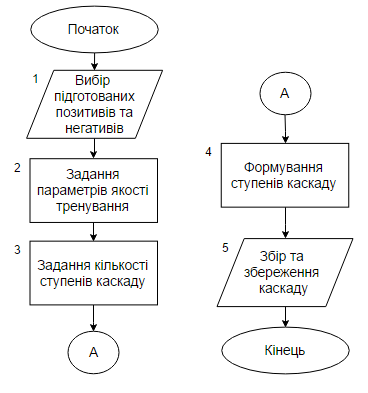 Початок
1
Вибір
підготованих
позитивів та
негативів
2
Задання
параметрів якості
тренування
3
Задання кількості
ступенів каскаду
А
А
4
Формування
ступенів каскаду
5
Збір та
збереження
каскаду
Кінець